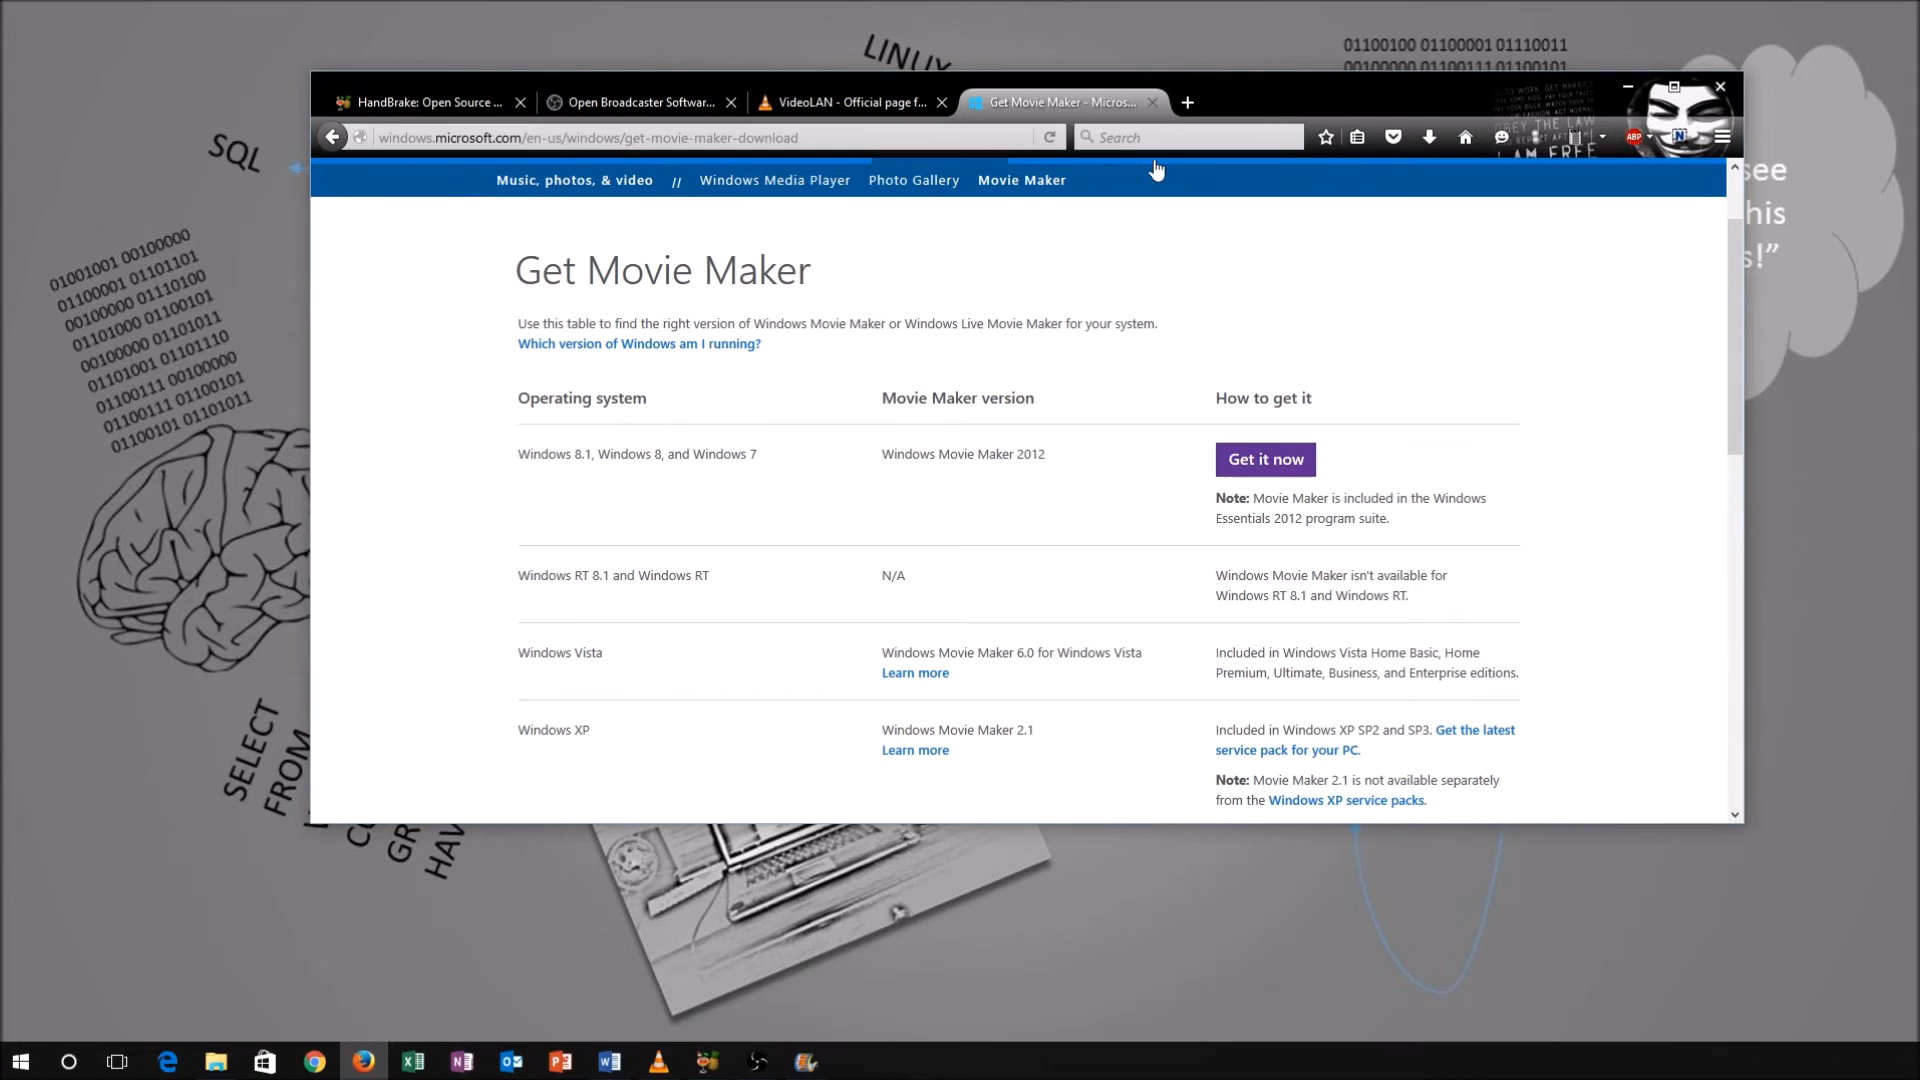 LINUX
01100100 01100001 01110011
00100000 01100111 01100101
HandBrake: Open Source ...
Open Broadcaster Softwar...
VideoLAN - Official page f...
Get Movie Maker - Micros...
windows.microsoft.com/en-us/windows/get-movie-maker-download
Search
ABP
N
SQL
see
his
s!”
Music, photos, & video // Windows Media Player Photo Gallery Movie Maker
Get Movie Maker
Use this table to find the right version of Windows Movie Maker or Windows Live Movie Maker for your system.
Which version of Windows am I running?
Operating system Movie Maker version How to get it
Windows 8.1, Windows 8, and Windows 7 Windows Movie Maker 2012 Get it now
Note: Movie Maker is included in the Windows
Essentials 2012 program suite.
Windows RT 8.1 and Windows RT N/A Windows Movie Maker isn't available for
Windows RT 8.1 and Windows RT.
Windows Vista Windows Movie Maker 6.0 for Windows Vista Included in Windows Vista Home Basic, Home
Learn more Premium, Ultimate, Business, and Enterprise editions.
Windows XP Windows Movie Maker 2.1 Included in Windows XP SP2 and SP3. Get the latest
Learn more service pack for your PC.
Note: Movie Maker 2.1 is not available separately
from the Windows XP service packs.
01001001 00100000
01100001 01101101
00100000 01110100
01101000 01100101
00100000 01101011
01101001 01101110
01100111 00100000
01100111 01100101
01100101 01101011
SELECT
FROM
CO
GR
HAV